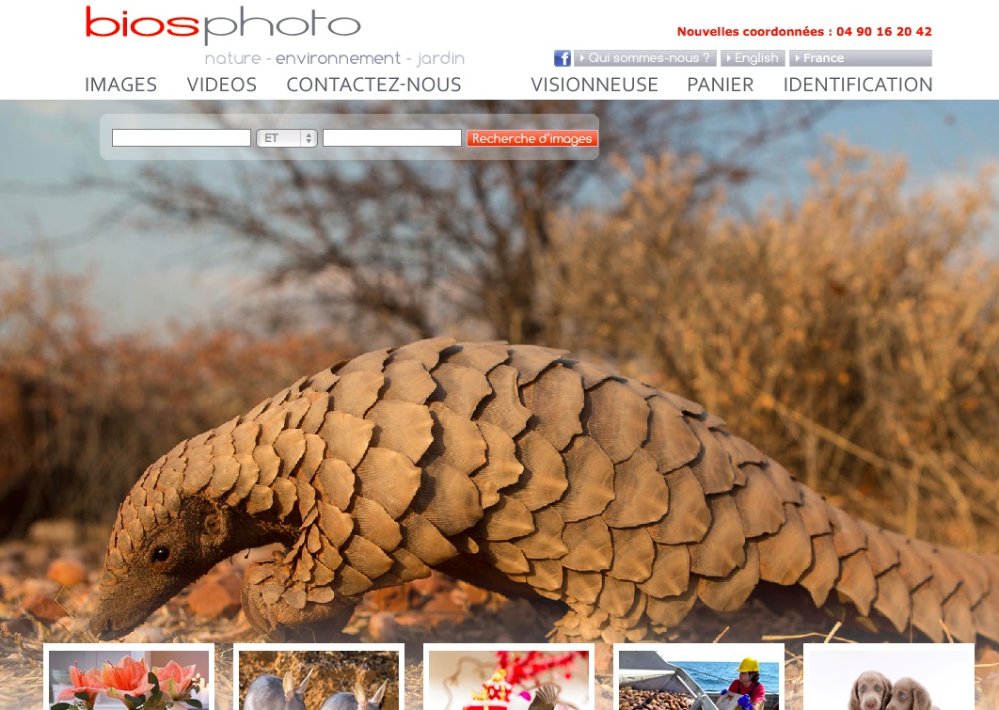 biosphoto
Nouvelles coordonnées : 04 90 16 20 42
nature - environnement - jardin
f Qui sommes-nous ? English France
IMAGES VIDEOS CONTACTEZ-NOUS VISIONNEUSE PANIER IDENTIFICATION
ET Recherche d'images